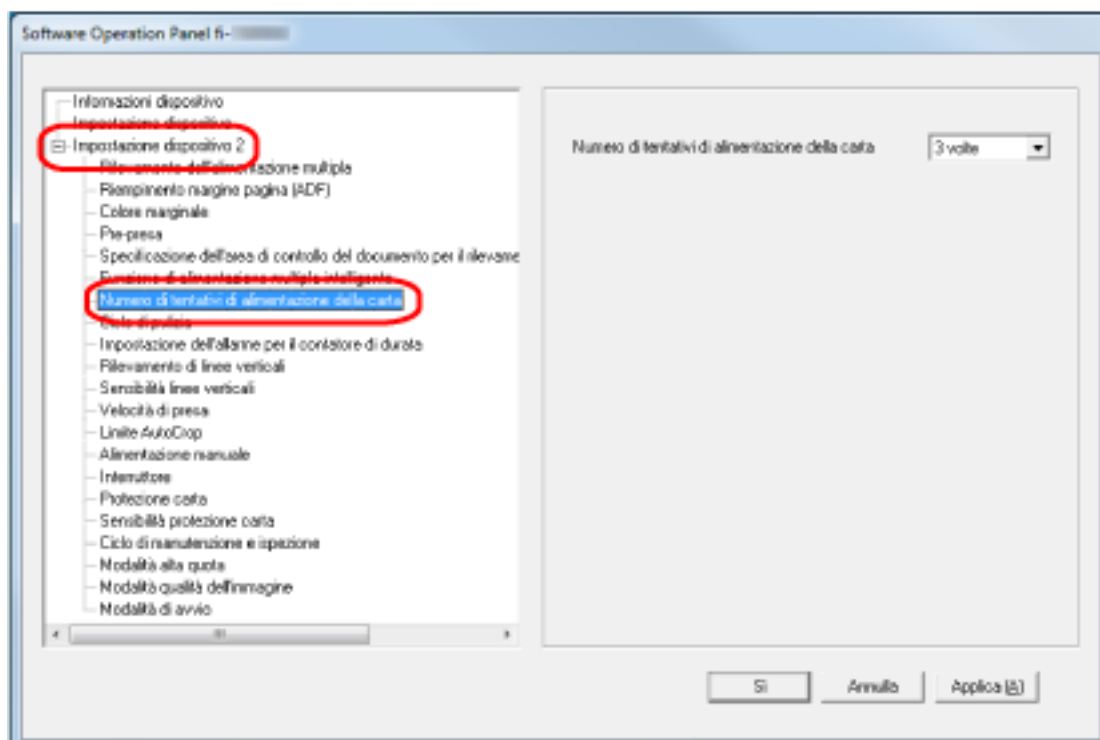 Software Operation Panel fi-
Informazioni dispositivo
Impostazione dispositivo
Impostazione dispositivo 2
Rilevamento dell'alimentazione multipla
Riempimento margine pagina (ADF)
Colore marginale
Pre-presa
Specificazione dell'area di controllo del documento per il rilevame
Funzione di alimentazione multipla intelligente
Numero di tentativi di alimentazione della carta
Ciclo di pulizia
Impostazione dell'allarme per il contatore di durata
Rilevamento di linee verticali
Sensibilità linee verticali
Velocità di presa
Limite AutoCrop
Alimentazione manuale
Interruttore
Protezione carta
Sensibilità protezione carta
Ciclo di manutenzione e ispezione
Modalità alta quota
Modalità qualità dell'immagine
Modalità di avvio
Numero di tentativi di alimentazione della carta
3 volte
Sì
Annulla
Applica (A)